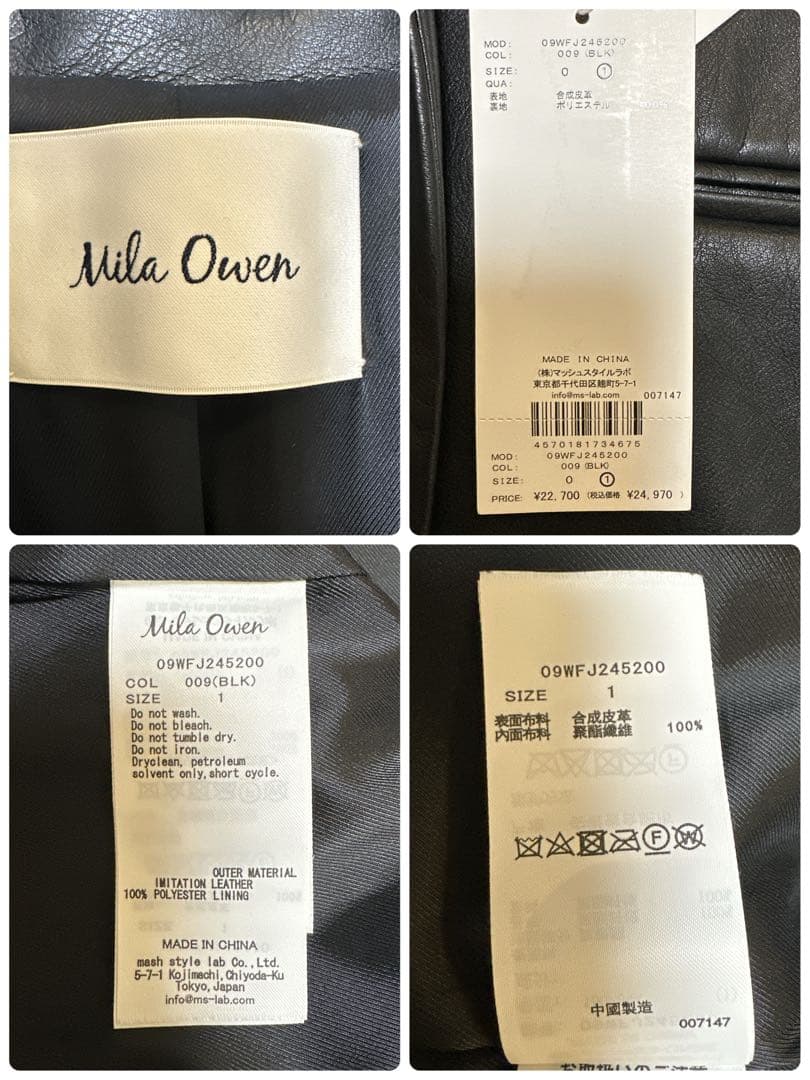 Mila Owen
MOD: 09WFJ245200
COL: 009 (BLK)
SIZE: 0 ①
QUA:
表地 合成皮革
裏地 ポリエステル 100%
MADE IN CHINA
(株)マッシュスタイルラボ
東京都千代田区麹町5-7-1
info@ms-lab.com 007147
4570181734675
MOD: 09WFJ245200
COL: 009 (BLK)
SIZE: 0 ①
PRICE: ¥22,700 (税込価格 ¥24,970)
Mila Owen
09WFJ245200
COL 009(BLK)
SIZE 1
Do not wash.
Do not bleach.
Do not tumble dry.
Do not iron.
Dryclean, petroleum
solvent only, short cycle.
OUTER MATERIAL
IMITATION LEATHER
100% POLYESTER LINING
MADE IN CHINA
mash style lab Co., Ltd.
5-7-1 Kojimachi, Chiyoda-Ku
Tokyo, Japan
info@ms-lab.com
09WFJ245200
SIZE 1
表面布料 合成皮革
内面布料 聚酯纖維 100%
F W
中國製造
007147